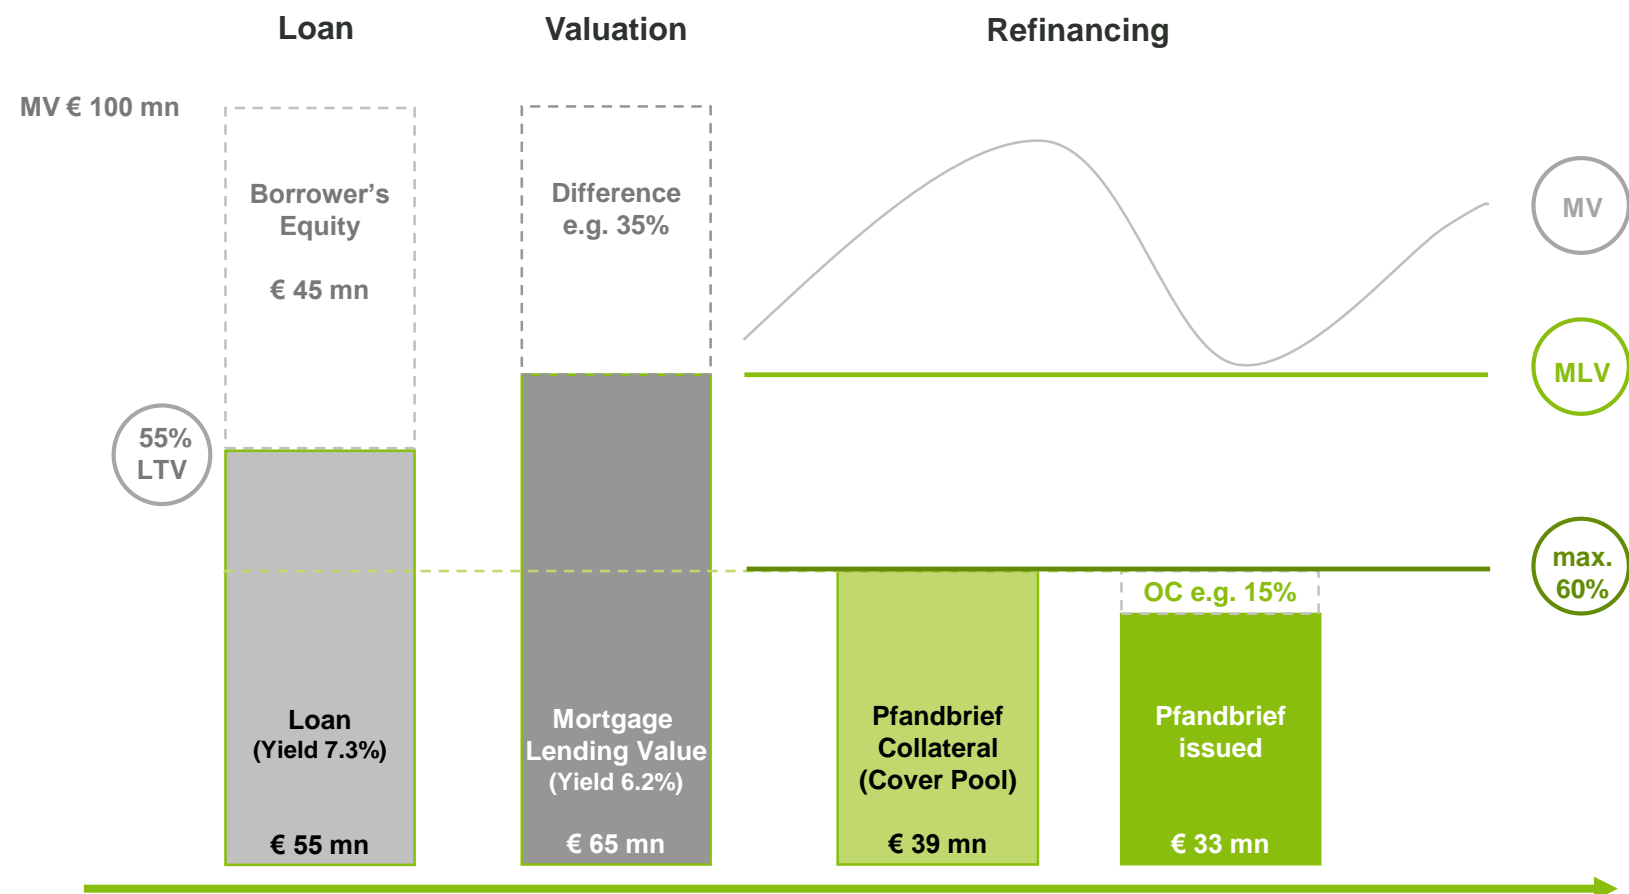 Loan
Valuation
Refinancing
MV € 100 mn
Borrower's
Equity
€ 45 mn
Difference
e.g. 35%
MV
MLV
55%
LTV
max.
60%
OC e.g. 15%
Loan
(Yield 7.3%)
€ 55 mn
Mortgage
Lending Value
(Yield 6.2%)
€ 65 mn
Pfandbrief
Collateral
(Cover Pool)
€ 39 mn
Pfandbrief
issued
€ 33 mn